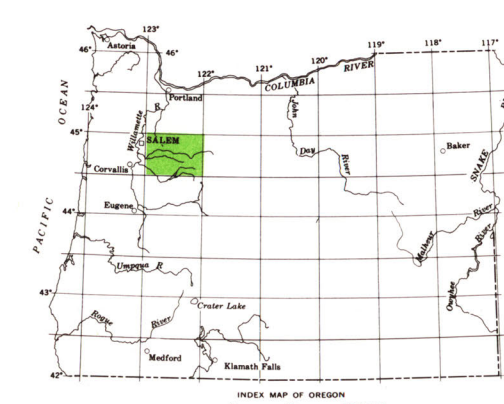 123°
122°
121°
120°
119°
118°
117°
46°
46°
Astoria
COLUMBIA RIVER
Portland
PACIFIC OCEAN
124°
45°
Willamette R
SALEM
John Day River
Baker
SNAKE
Corvallis
Eugene
44°
Malheur River
Owyhee River
Umpqua R
43°
Crater Lake
Rogue River
Medford
Klamath Falls
42°
INDEX MAP OF OREGON